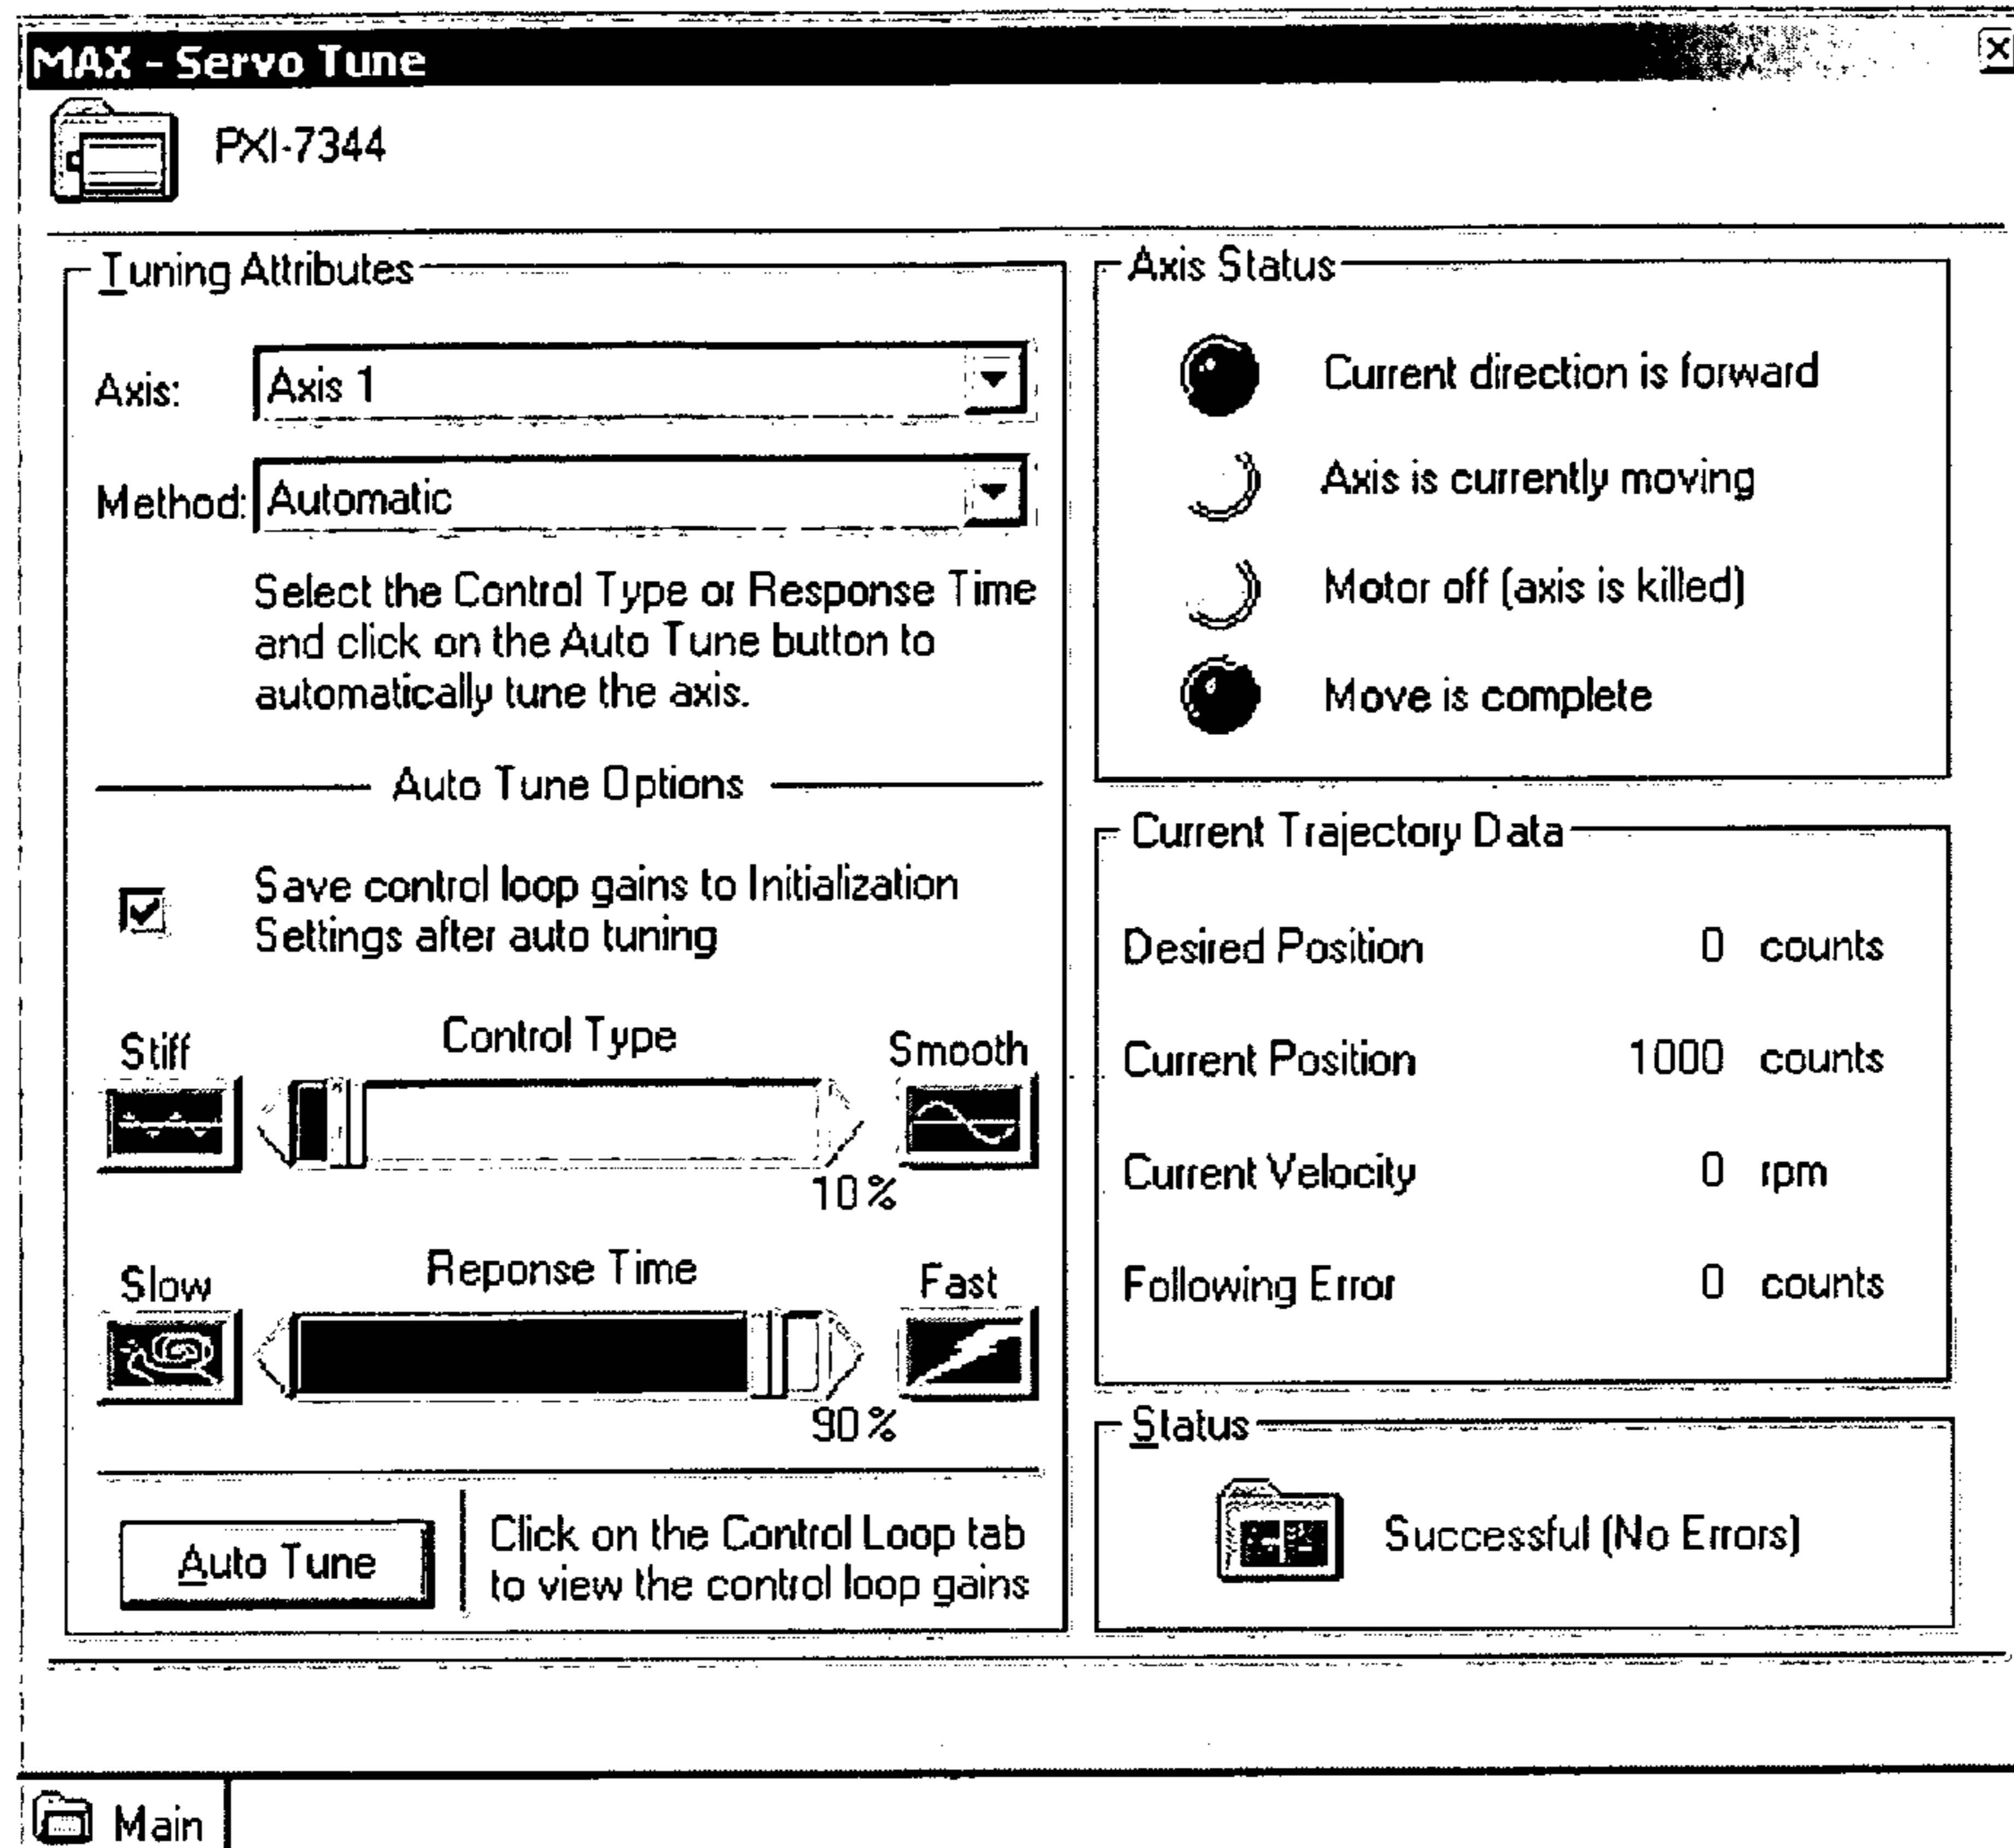 MAX - Servo Tune
PXI-7344
Tuning Attributes
Axis:
Axis 1
Method:
Automatic
Select the Control Type or Response Time
and click on the Auto Tune button to
automatically tune the axis.
Auto Tune Options
Save control loop gains to Initialization
Settings after auto tuning
Control Type
Stiff
Smooth
10%
Reponse Time
Slow
Fast
90%
Auto Tune
Click on the Control Loop tab
to view the control loop gains
Axis Status
Current direction is forward
Axis is currently moving
Motor off (axis is killed)
Move is complete
Current Trajectory Data
Desired Position 0 counts
Current Position 1000 counts
Current Velocity 0 rpm
Following Error 0 counts
Status
Successful (No Errors)
Main